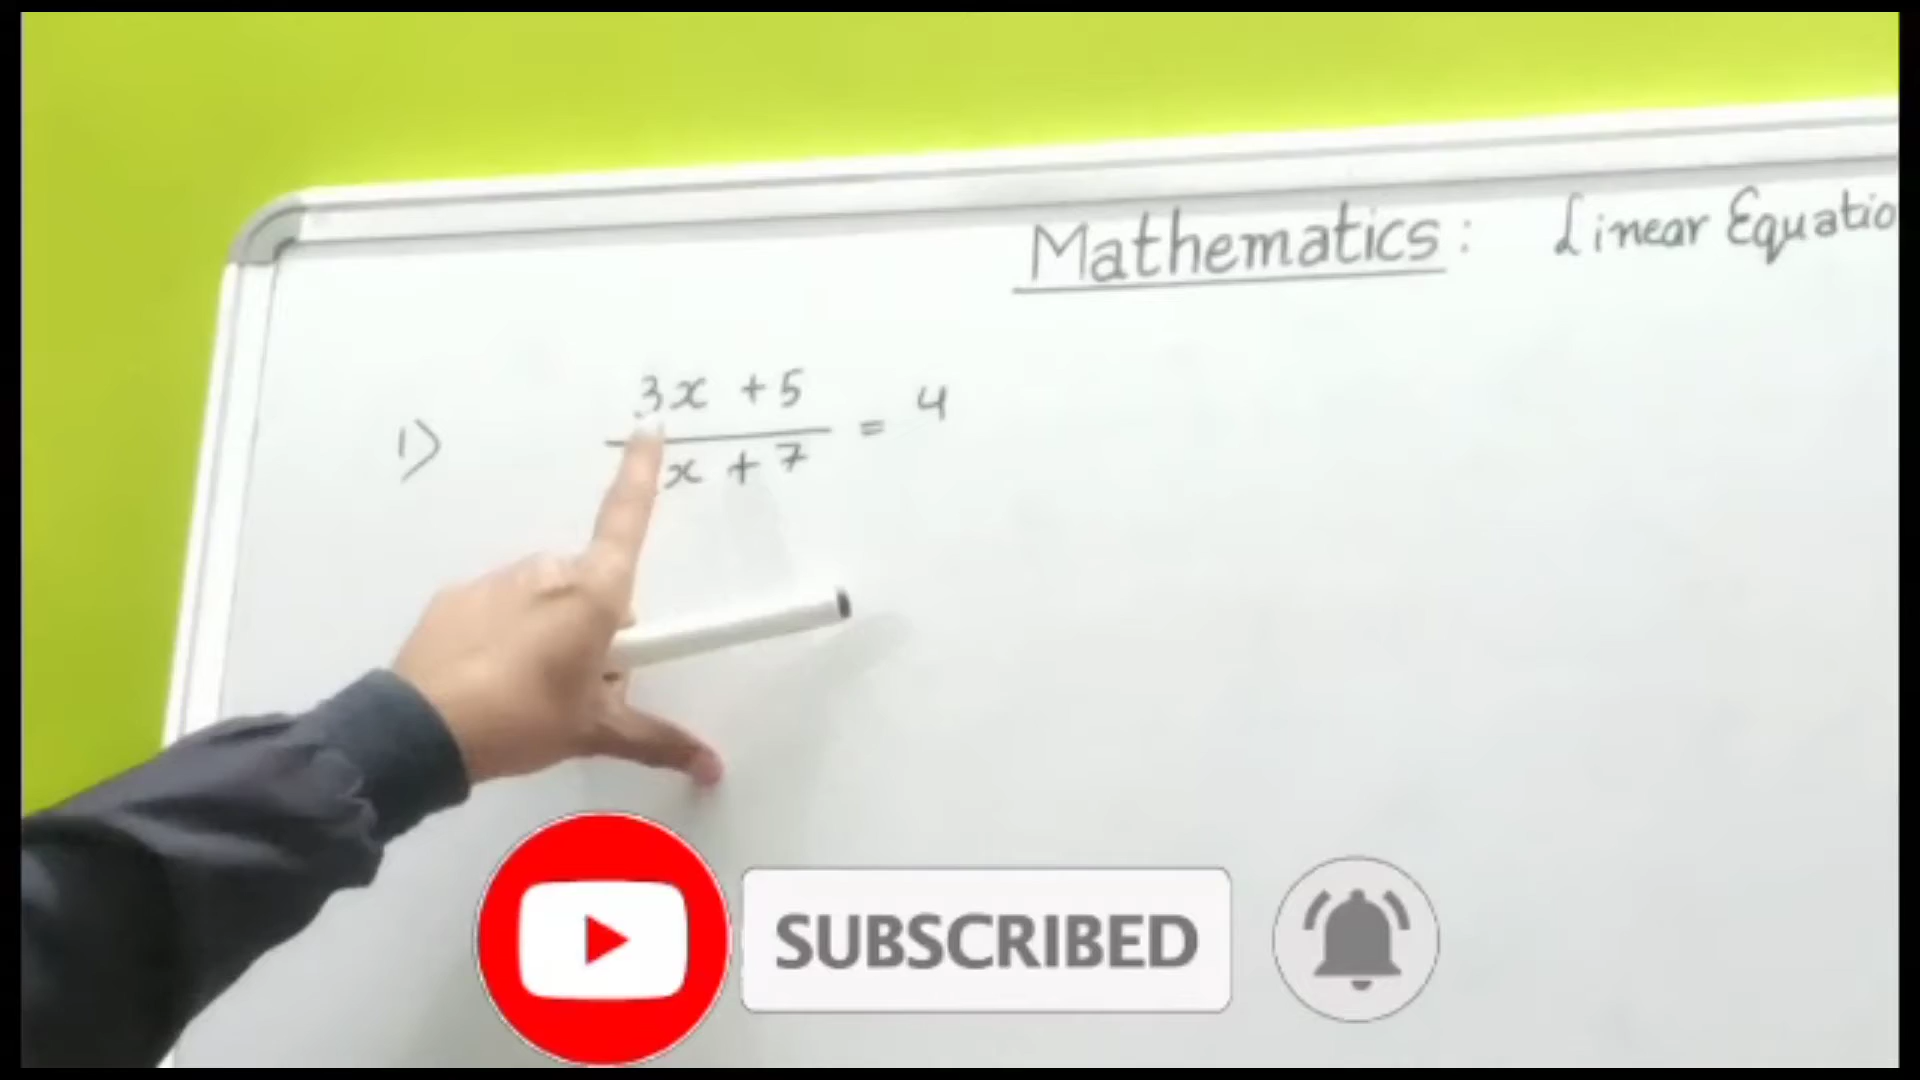 Mathematics: Linear Equatio
1) 3x + 5
= 4
x + 7
SUBSCRIBED